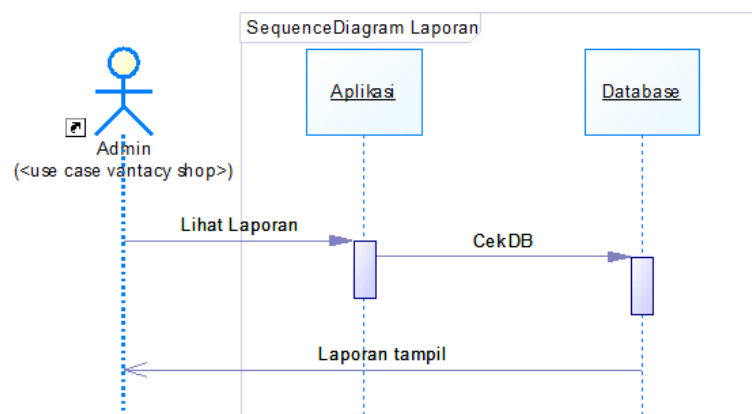 SequenceDiagram Laporan
Aplikasi
Database
Admin
(<use case vantacy shop>)
Lihat Laporan
CekDB
Laporan tampil